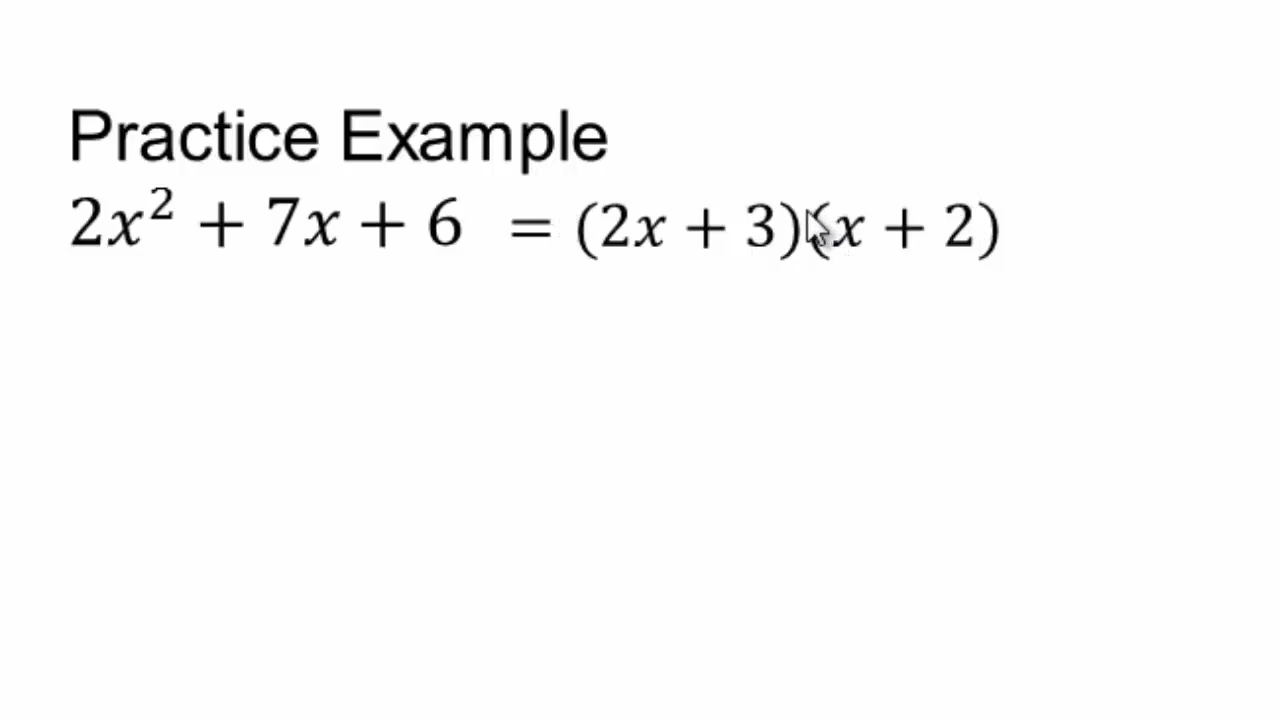 Practice Example
2x² + 7x + 6 = (2x + 3)(x + 2)